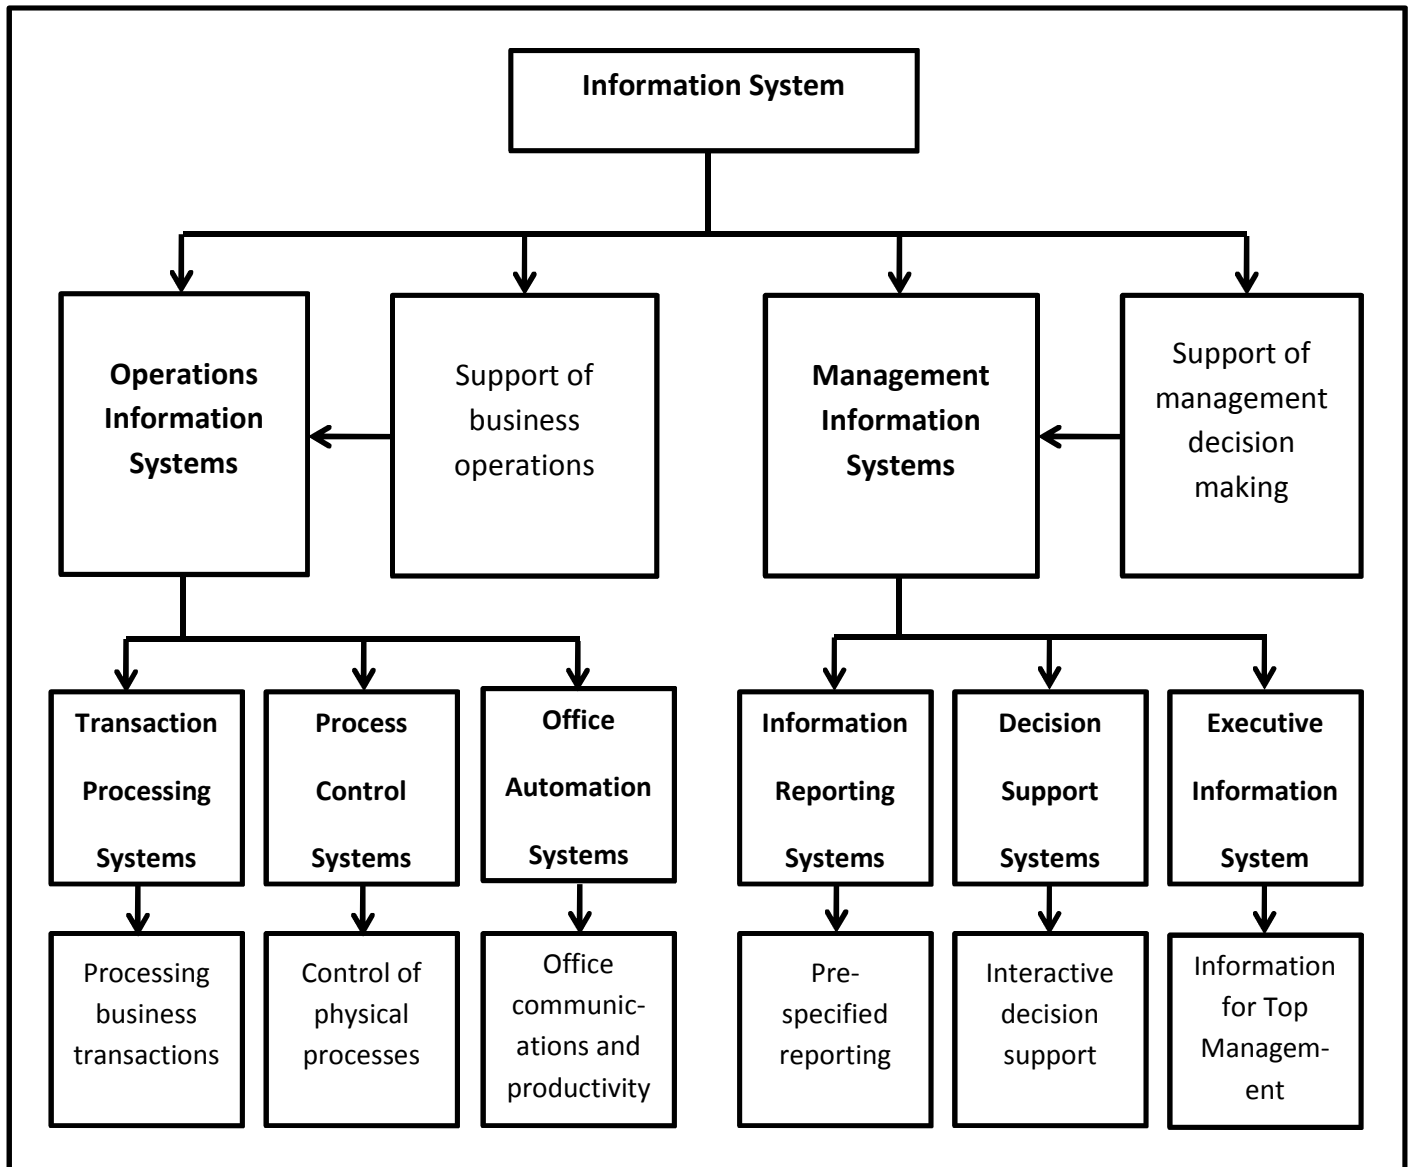 Information System
Operations
Information
Systems
Support of
business
operations
Management
Information
Systems
Support of
management
decision
making
Transaction
Processing
Systems
Process
Control
Systems
Office
Automation
Systems
Information
Reporting
Systems
Decision
Support
Systems
Executive
Information
System
Processing
business
transactions
Control of
physical
processes
Office
communic-
ations and
productivity
Pre-
specified
reporting
Interactive
decision
support
Information
for Top
Managem-
ent